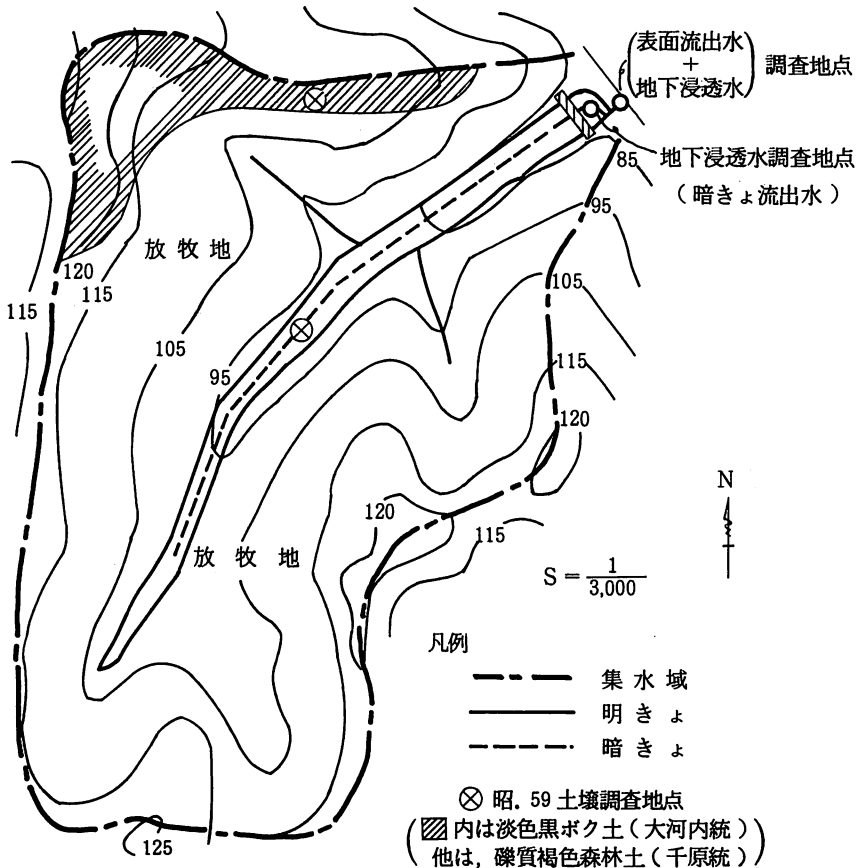 表面流出水
+
地下浸透水
調査地点
地下浸透水調査地点
(暗きょ流出水)
85
95
105
115
120
放牧地
120
115
115
105
95
120
115
放牧地
125
N
S = 1/3,000
凡例
集水域
明きょ
暗きょ
⊗ 昭.59土壌調査地点
(▨内は淡色黒ボク土(大河内統)
他は,礫質褐色森林土(千原統))